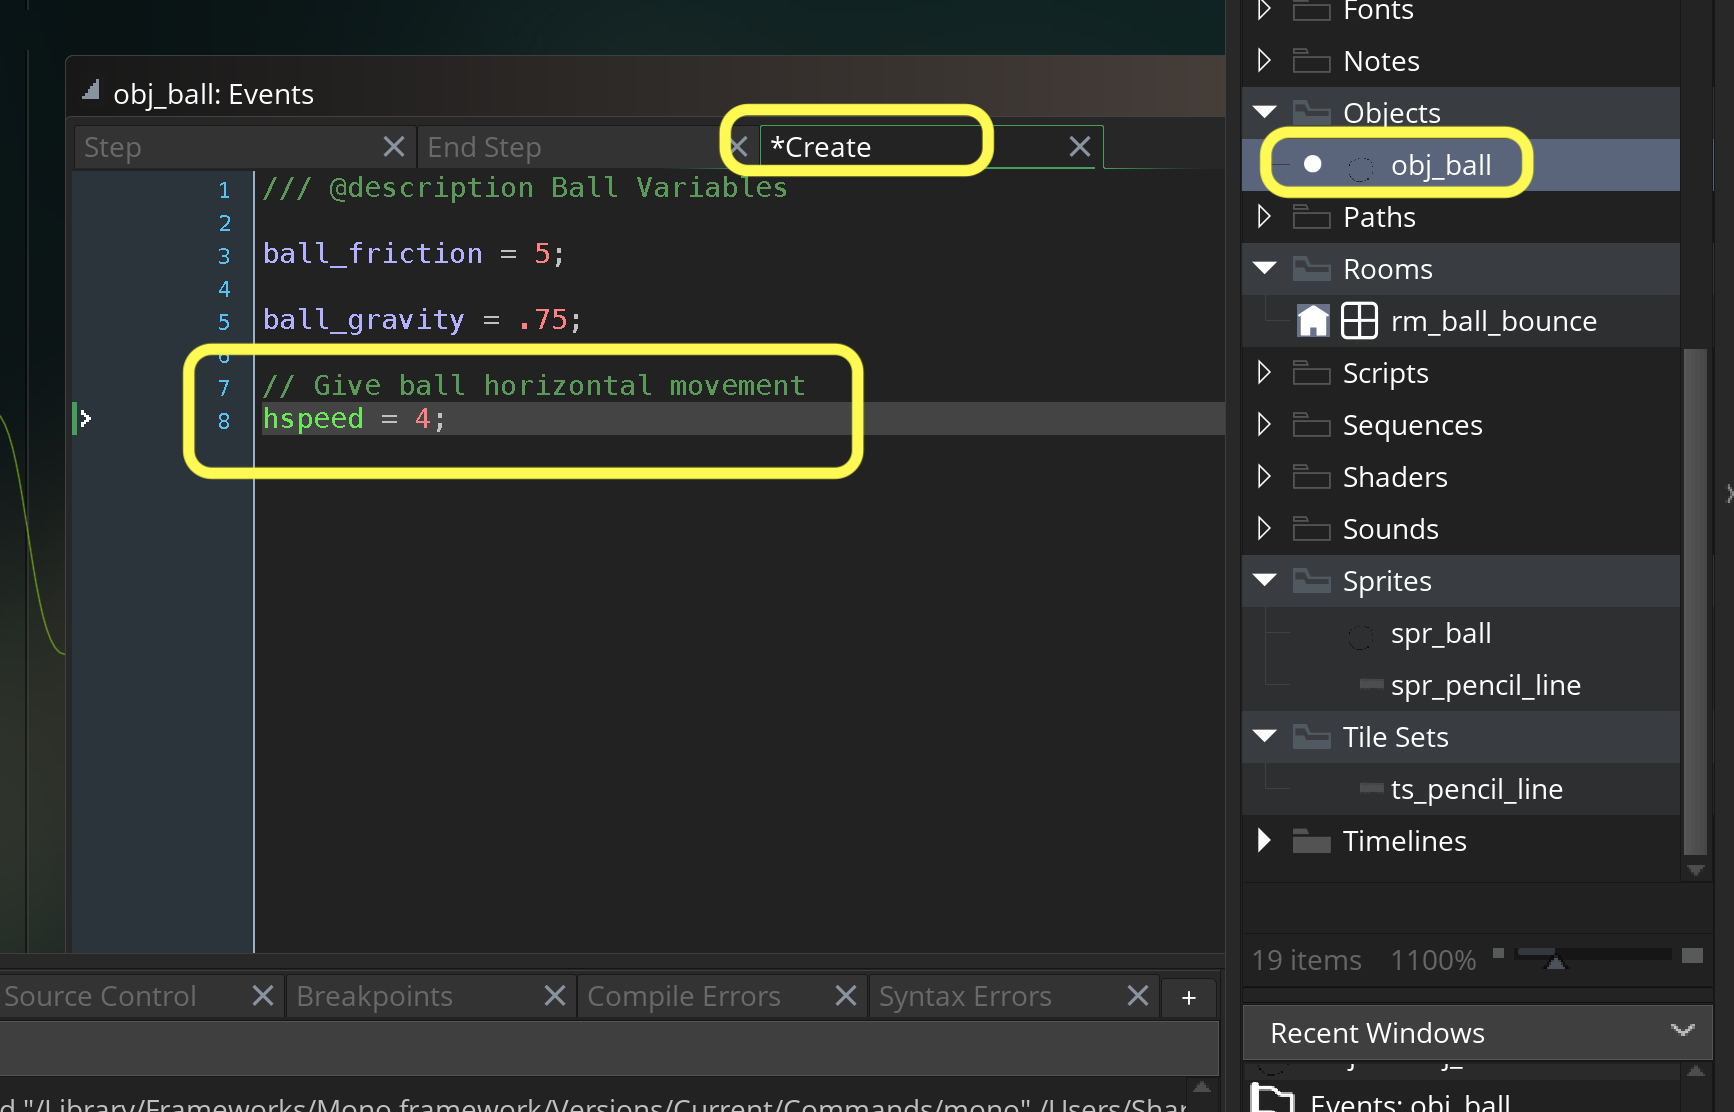 obj_ball: Events
Step
End Step
*Create
1 /// @description Ball Variables
2
3 ball_friction = 5;
4
5 ball_gravity = .75;
6
7 // Give ball horizontal movement
8 hspeed = 4;
Fonts
Notes
Objects
obj_ball
Paths
Rooms
rm_ball_bounce
Scripts
Sequences
Shaders
Sounds
Sprites
spr_ball
spr_pencil_line
Tile Sets
ts_pencil_line
Timelines
19 items 1100%
Source Control
Breakpoints
Compile Errors
Syntax Errors
+
Recent Windows
Events: obj_ball
d "/Library/Frameworks/Mono.framework/Versions/Current/Commands/mono" /Users/Shar